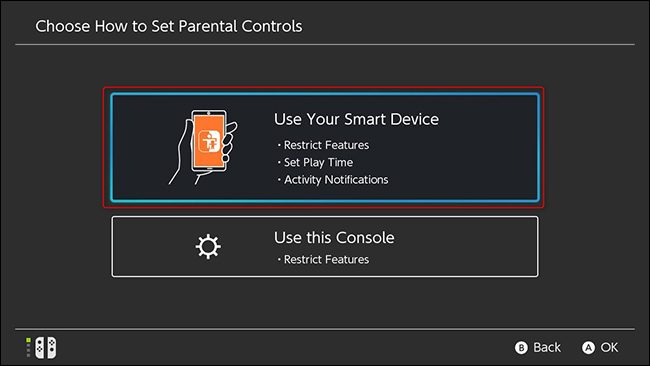 Choose How to Set Parental Controls
Use Your Smart Device
・Restrict Features
・Set Play Time
・Activity Notifications
Use this Console
・Restrict Features
B Back A OK